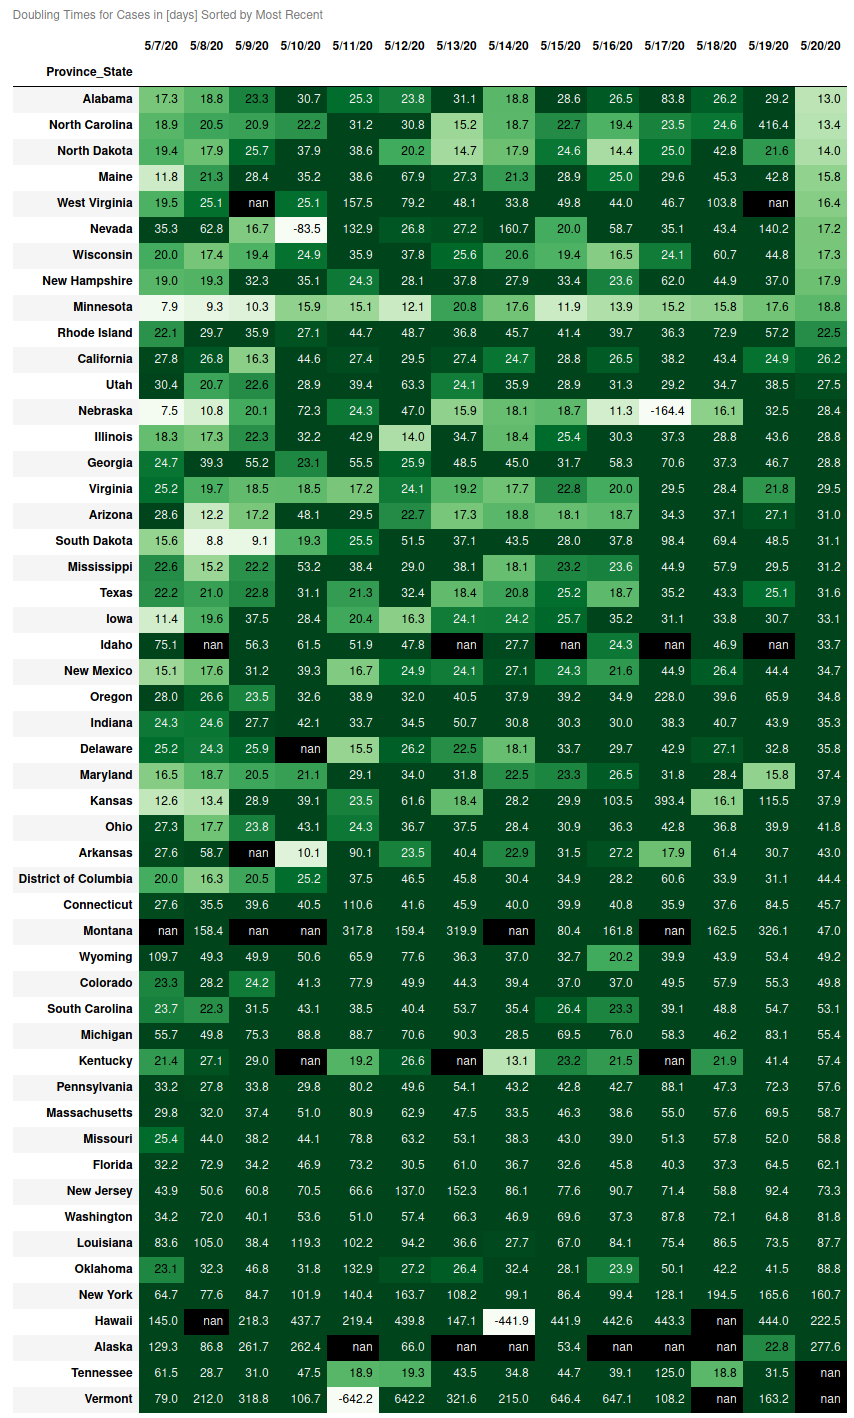 Doubling Times for Cases in [days] Sorted by Most Recent
5/7/20 5/8/20 5/9/20 5/10/20 5/11/20 5/12/20 5/13/20 5/14/20 5/15/20 5/16/20 5/17/20 5/18/20 5/19/20 5/20/20
Province_State
Alabama 17.3 18.8 23.3 30.7 25.3 23.8 31.1 18.8 28.6 26.5 83.8 26.2 29.2 13.0
North Carolina 18.9 20.5 20.9 22.2 31.2 30.8 15.2 18.7 22.7 19.4 23.5 24.6 416.4 13.4
North Dakota 19.4 17.9 25.7 37.9 38.6 20.2 14.7 17.9 24.6 14.4 25.0 42.8 21.6 14.0
Maine 11.8 21.3 28.4 35.2 38.6 67.9 27.3 21.3 28.9 25.0 29.6 45.3 42.8 15.8
West Virginia 19.5 25.1 nan 25.1 157.5 79.2 48.1 33.8 49.8 44.0 46.7 103.8 nan 16.4
Nevada 35.3 62.8 16.7 -83.5 132.9 26.8 27.2 160.7 20.0 58.7 35.1 43.4 140.2 17.2
Wisconsin 20.0 17.4 19.4 24.9 35.9 37.8 25.6 20.6 19.4 16.5 24.1 60.7 44.8 17.3
New Hampshire 19.0 19.3 32.3 35.1 24.3 28.1 37.8 27.9 33.4 23.6 62.0 44.9 37.0 17.9
Minnesota 7.9 9.3 10.3 15.9 15.1 12.1 20.8 17.6 11.9 13.9 15.2 15.8 17.6 18.8
Rhode Island 22.1 29.7 35.9 27.1 44.7 48.7 36.8 45.7 41.4 39.7 36.3 72.9 57.2 22.5
California 27.8 26.8 16.3 44.6 27.4 29.5 27.4 24.7 28.8 26.5 38.2 43.4 24.9 26.2
Utah 30.4 20.7 22.6 28.9 39.4 63.3 24.1 35.9 28.9 31.3 29.2 34.7 38.5 27.5
Nebraska 7.5 10.8 20.1 72.3 24.3 47.0 15.9 18.1 18.7 11.3 -164.4 16.1 32.5 28.4
Illinois 18.3 17.3 22.3 32.2 42.9 14.0 34.7 18.4 25.4 30.3 37.3 28.8 43.6 28.8
Georgia 24.7 39.3 55.2 23.1 55.5 25.9 48.5 45.0 31.7 58.3 70.6 37.3 46.7 28.8
Virginia 25.2 19.7 18.5 18.5 17.2 24.1 19.2 17.7 22.8 20.0 29.5 28.4 21.8 29.5
Arizona 28.6 12.2 17.2 48.1 29.5 22.7 17.3 18.8 18.1 18.7 34.3 37.1 27.1 31.0
South Dakota 15.6 8.8 9.1 19.3 25.5 51.5 37.1 43.5 28.0 37.8 98.4 69.4 48.5 31.1
Mississippi 22.6 15.2 22.2 53.2 38.4 29.0 38.1 18.1 23.2 23.6 44.9 57.9 29.5 31.2
Texas 22.2 21.0 22.8 31.1 21.3 32.4 18.4 20.8 25.2 18.7 35.2 43.3 25.1 31.6
Iowa 11.4 19.6 37.5 28.4 20.4 16.3 24.1 24.2 25.7 35.2 31.1 33.8 30.7 33.1
Idaho 75.1 nan 56.3 61.5 51.9 47.8 nan 27.7 nan 24.3 nan 46.9 nan 33.7
New Mexico 15.1 17.6 31.2 39.3 16.7 24.9 24.1 27.1 24.3 21.6 44.9 26.4 44.4 34.7
Oregon 28.0 26.6 23.5 32.6 38.9 32.0 40.5 37.9 39.2 34.9 228.0 39.6 65.9 34.8
Indiana 24.3 24.6 27.7 42.1 33.7 34.5 50.7 30.8 30.3 30.0 38.3 40.7 43.9 35.3
Delaware 25.2 24.3 25.9 nan 15.5 26.2 22.5 18.1 33.7 29.7 42.9 27.1 32.8 35.8
Maryland 16.5 18.7 20.5 21.1 29.1 34.0 31.8 22.5 23.3 26.5 31.8 28.4 15.8 37.4
Kansas 12.6 13.4 28.9 39.1 23.5 61.6 18.4 28.2 29.9 103.5 393.4 16.1 115.5 37.9
Ohio 27.3 17.7 23.8 43.1 24.3 36.7 37.5 28.4 30.9 36.3 42.8 36.8 39.9 41.8
Arkansas 27.6 58.7 nan 10.1 90.1 23.5 40.4 22.9 31.5 27.2 17.9 61.4 30.7 43.0
District of Columbia 20.0 16.3 20.5 25.2 37.5 46.5 45.8 30.4 34.9 28.2 60.6 33.9 31.1 44.4
Connecticut 27.6 35.5 39.6 40.5 110.6 41.6 45.9 40.0 39.9 40.8 35.9 37.6 84.5 45.7
Montana nan 158.4 nan nan 317.8 159.4 319.9 nan 80.4 161.8 nan 162.5 326.1 47.0
Wyoming 109.7 49.3 49.9 50.6 65.9 77.6 36.3 37.0 32.7 20.2 39.9 43.9 53.4 49.2
Colorado 23.3 28.2 24.2 41.3 77.9 49.9 44.3 39.4 37.0 37.0 49.5 57.9 55.3 49.8
South Carolina 23.7 22.3 31.5 43.1 38.5 40.4 53.7 35.4 26.4 23.3 39.1 48.8 54.7 53.1
Michigan 55.7 49.8 75.3 88.8 88.7 70.6 90.3 28.5 69.5 76.0 58.3 46.2 83.1 55.4
Kentucky 21.4 27.1 29.0 nan 19.2 26.6 nan 13.1 23.2 21.5 nan 21.9 41.4 57.4
Pennsylvania 33.2 27.8 33.8 29.8 80.2 49.6 54.1 43.2 42.8 42.7 88.1 47.3 72.3 57.6
Massachusetts 29.8 32.0 37.4 51.0 80.9 62.9 47.5 33.5 46.3 38.6 55.0 57.6 69.5 58.7
Missouri 25.4 44.0 38.2 44.1 78.8 63.2 53.1 38.3 43.0 39.0 51.3 57.8 52.0 58.8
Florida 32.2 72.9 34.2 46.9 73.2 30.5 61.0 36.7 32.6 45.8 40.3 37.3 64.5 62.1
New Jersey 43.9 50.6 60.8 70.5 66.6 137.0 152.3 86.1 77.6 90.7 71.4 58.8 92.4 73.3
Washington 34.2 72.0 40.1 53.6 51.0 57.4 66.3 46.9 69.6 37.3 87.8 72.1 64.8 81.8
Louisiana 83.6 105.0 38.4 119.3 102.2 94.2 36.6 27.7 67.0 84.1 75.4 86.5 73.5 87.7
Oklahoma 23.1 32.3 46.8 31.8 132.9 27.2 26.4 32.4 28.1 23.9 50.1 42.2 41.5 88.8
New York 64.7 77.6 84.7 101.9 140.4 163.7 108.2 99.1 86.4 99.4 128.1 194.5 165.6 160.7
Hawaii 145.0 nan 218.3 437.7 219.4 439.8 147.1 -441.9 441.9 442.6 443.3 nan 444.0 222.5
Alaska 129.3 86.8 261.7 262.4 nan 66.0 nan nan 53.4 nan nan nan 22.8 277.6
Tennessee 61.5 28.7 31.0 47.5 18.9 19.3 43.5 34.8 44.7 39.1 125.0 18.8 31.5 nan
Vermont 79.0 212.0 318.8 106.7 -642.2 642.2 321.6 215.0 646.4 647.1 108.2 nan 163.2 nan